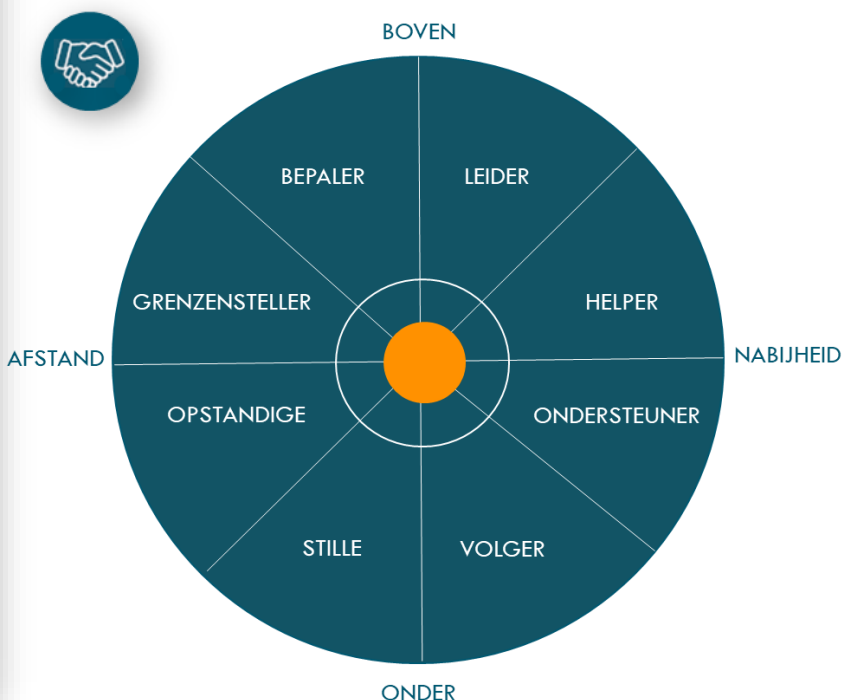 BOVEN
BEPALER
LEIDER
GRENZENSTELLER
HELPER
AFSTAND
NABIJHEID
OPSTANDIGE
ONDERSTEUNER
STILLE
VOLGER
ONDER